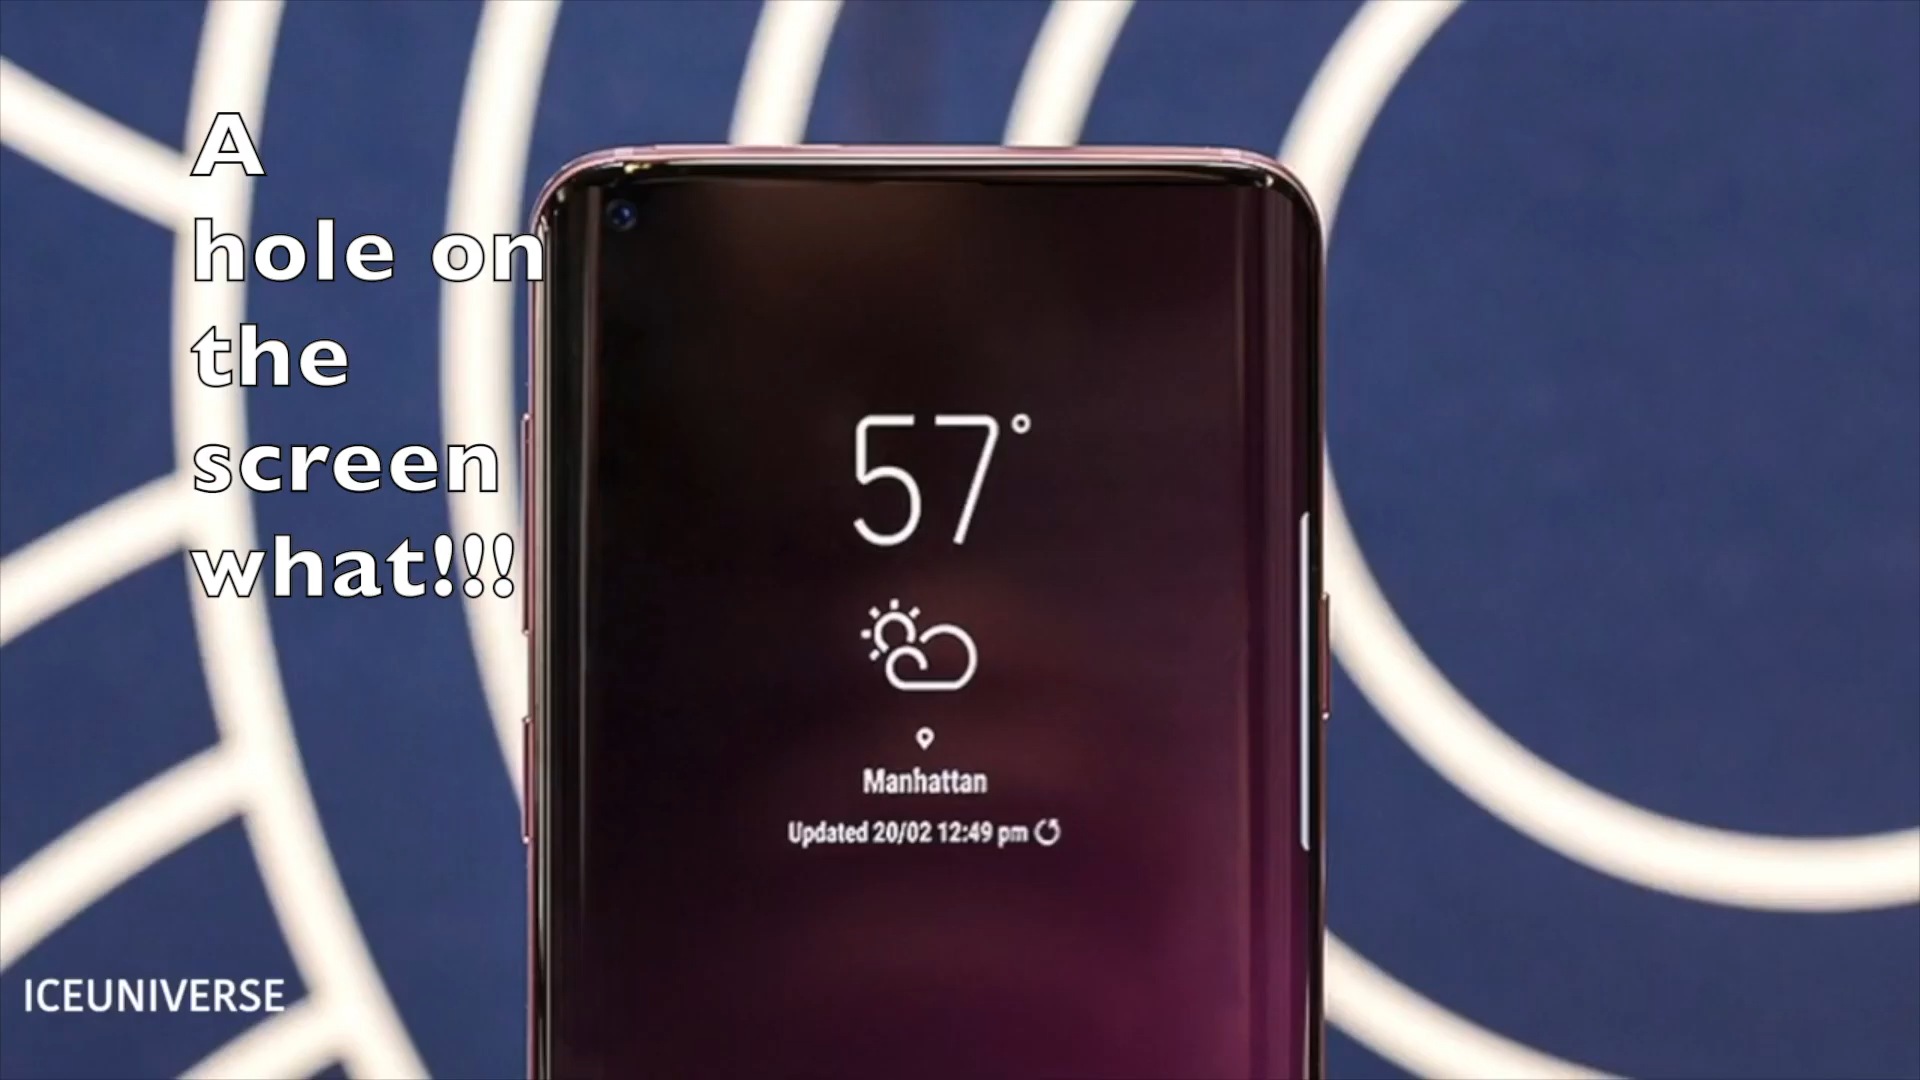 A
hole on
the
screen
what!!!
57°
Manhattan
Updated 20/02 12:49 pm
ICEUNIVERSE